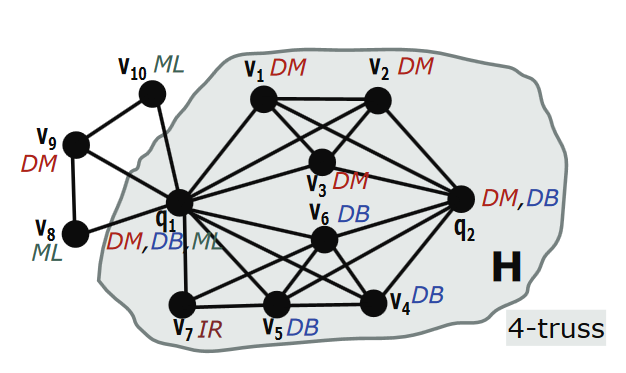 v10 ML
v1 DM
v2 DM
v9
DM
v3 DM
v8
ML
q1
DM,DB,ML
v6 DB
DM,DB
q2
H
v7 IR
v5 DB
v4 DB
4-truss